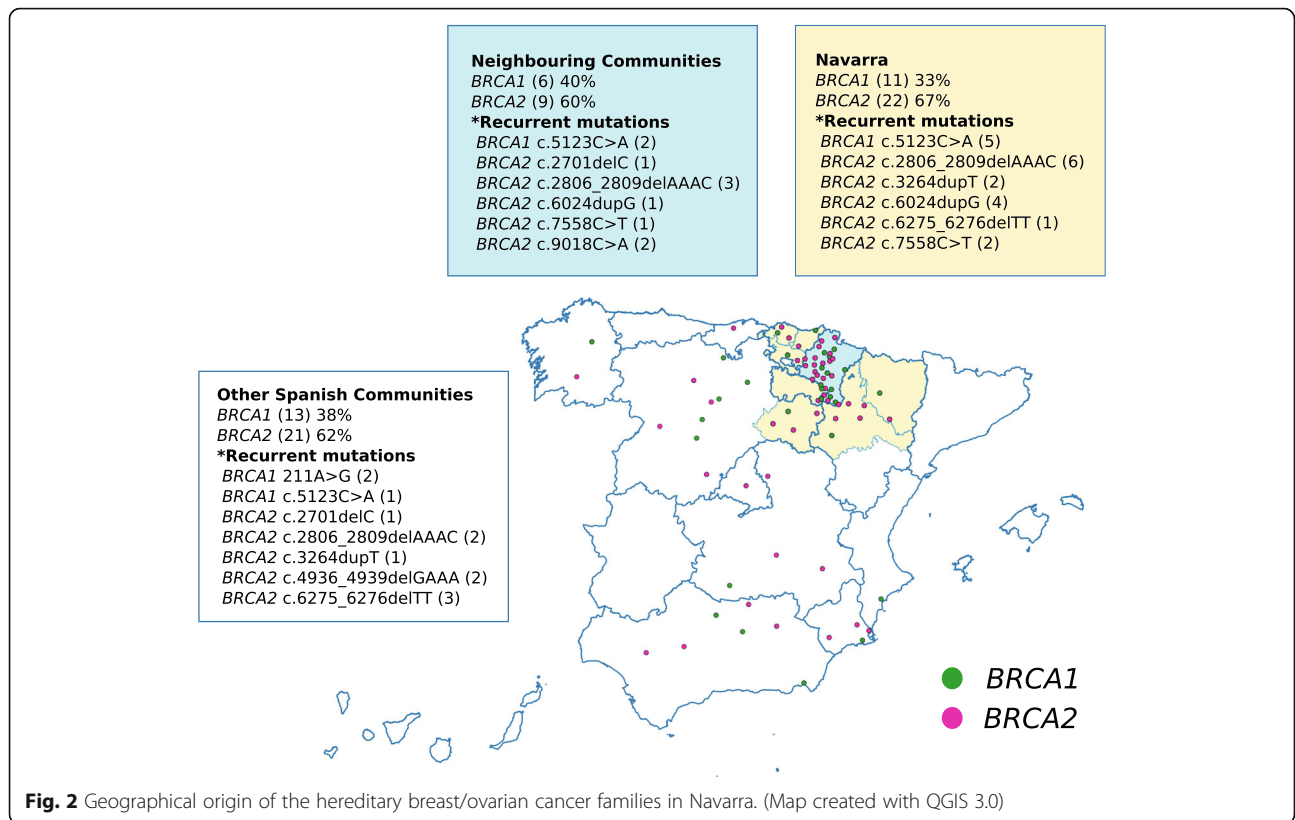 Neighbouring Communities
BRCA1 (6) 40%
BRCA2 (9) 60%
*Recurrent mutations
BRCA1 c.5123C>A (2)
BRCA2 c.2701delC (1)
BRCA2 c.2806_2809delAAAC (3)
BRCA2 c.6024dupG (1)
BRCA2 c.7558C>T (1)
BRCA2 c.9018C>A (2)
Navarra
BRCA1 (11) 33%
BRCA2 (22) 67%
*Recurrent mutations
BRCA1 c.5123C>A (5)
BRCA2 c.2806_2809delAAAC (6)
BRCA2 c.3264dupT (2)
BRCA2 c.6024dupG (4)
BRCA2 c.6275_6276delTT (1)
BRCA2 c.7558C>T (2)
Other Spanish Communities
BRCA1 (13) 38%
BRCA2 (21) 62%
*Recurrent mutations
BRCA1 211A>G (2)
BRCA1 c.5123C>A (1)
BRCA2 c.2701delC (1)
BRCA2 c.2806_2809delAAAC (2)
BRCA2 c.3264dupT (1)
BRCA2 c.4936_4939delGAAA (2)
BRCA2 c.6275_6276delTT (3)
BRCA1
BRCA2
Fig. 2 Geographical origin of the hereditary breast/ovarian cancer families in Navarra. (Map created with QGIS 3.0)